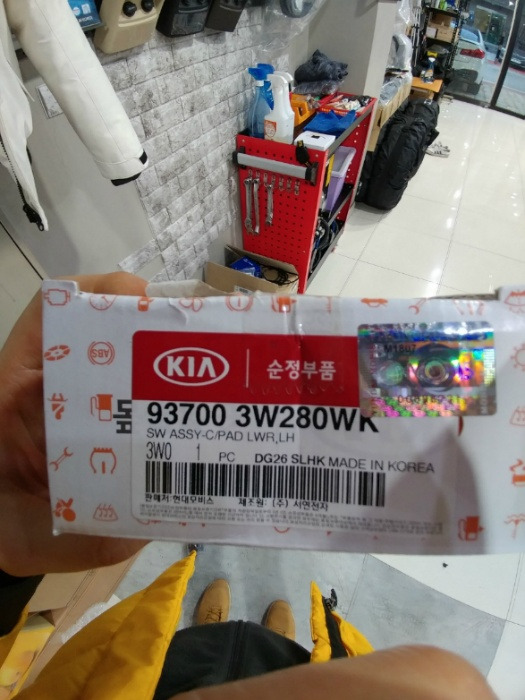 KIA 순정부품
93700 3W280WK
SW ASSY-C/PAD LWR,LH
3W0 1 PC DG26 SLHK MADE IN KOREA
판매처:현대모비스 제조원: (주) 서연전자
ABS